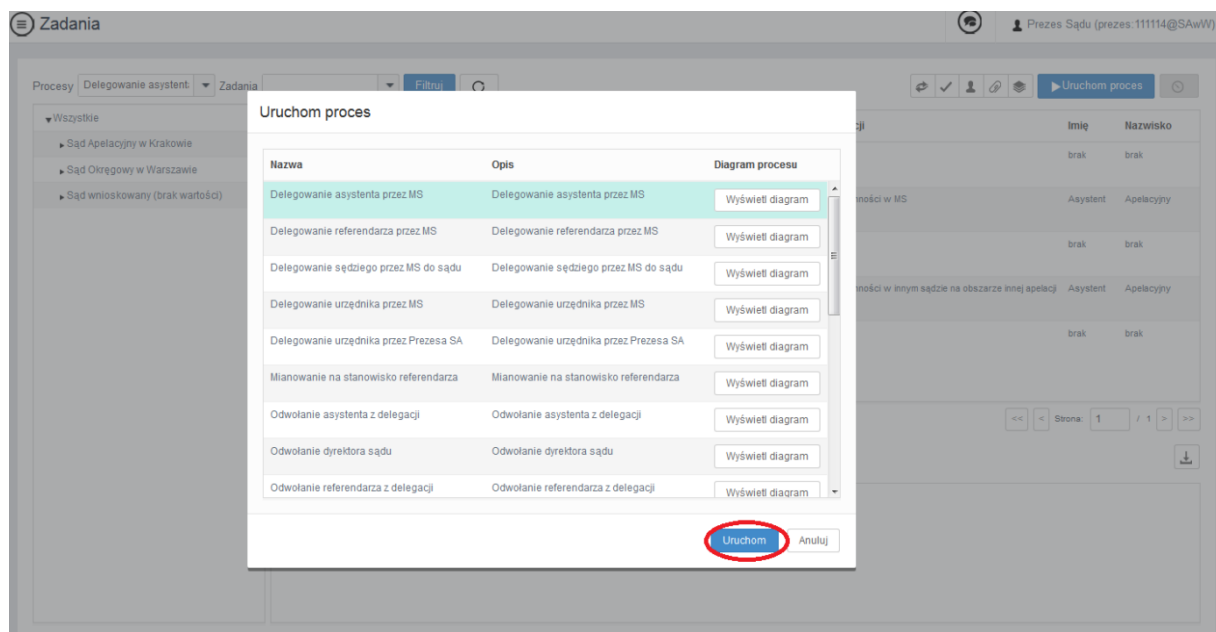 Zadania
Prezes Sądu (prezes:111114@SAwW)
Procesy Delegowanie asystent Zadania Filtruj Uruchom proces
Wszystkie
Sąd Apelacyjny w Krakowie
Sąd Okręgowy w Warszawie
Sąd wnioskowany (brak wartości)
Uruchom proces
Nazwa Opis Diagram procesu
Delegowanie asystenta przez MS Delegowanie asystenta przez MS Wyświetl diagram
Delegowanie referendarza przez MS Delegowanie referendarza przez MS Wyświetl diagram
Delegowanie sędziego przez MS do sądu Delegowanie sędziego przez MS do sądu Wyświetl diagram
Delegowanie urzędnika przez MS Delegowanie urzędnika przez MS Wyświetl diagram
Delegowanie urzędnika przez Prezesa SA Delegowanie urzędnika przez Prezesa SA Wyświetl diagram
Mianowanie na stanowisko referendarza Mianowanie na stanowisko referendarza Wyświetl diagram
Odwołanie asystenta z delegacji Odwołanie asystenta z delegacji Wyświetl diagram
Odwołanie dyrektora sądu Odwołanie dyrektora sądu Wyświetl diagram
Odwołanie referendarza z delegacji Odwołanie referendarza z delegacji Wyświetl diagram
Uruchom Anuluj
cji Imię Nazwisko
brak brak
nności w MS Asystent Apelacyjny
brak brak
nności w innym sądzie na obszarze innej apelacji Asystent Apelacyjny
brak brak
<< < Strona: 1 / 1 > >>